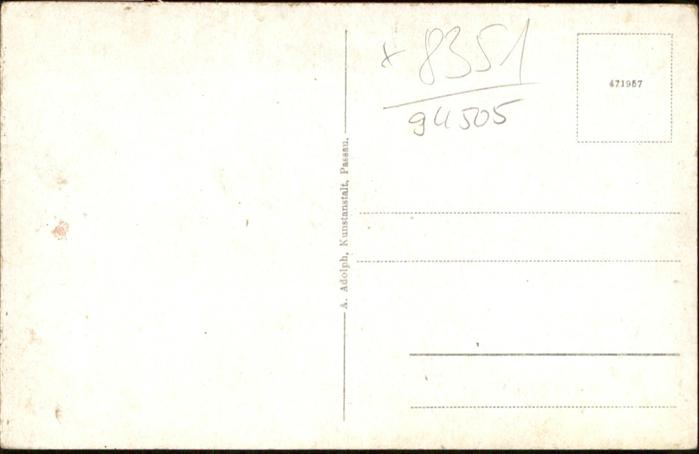 x 8351
94505
471957
A. Adolph, Kunstanstalt, Passau.